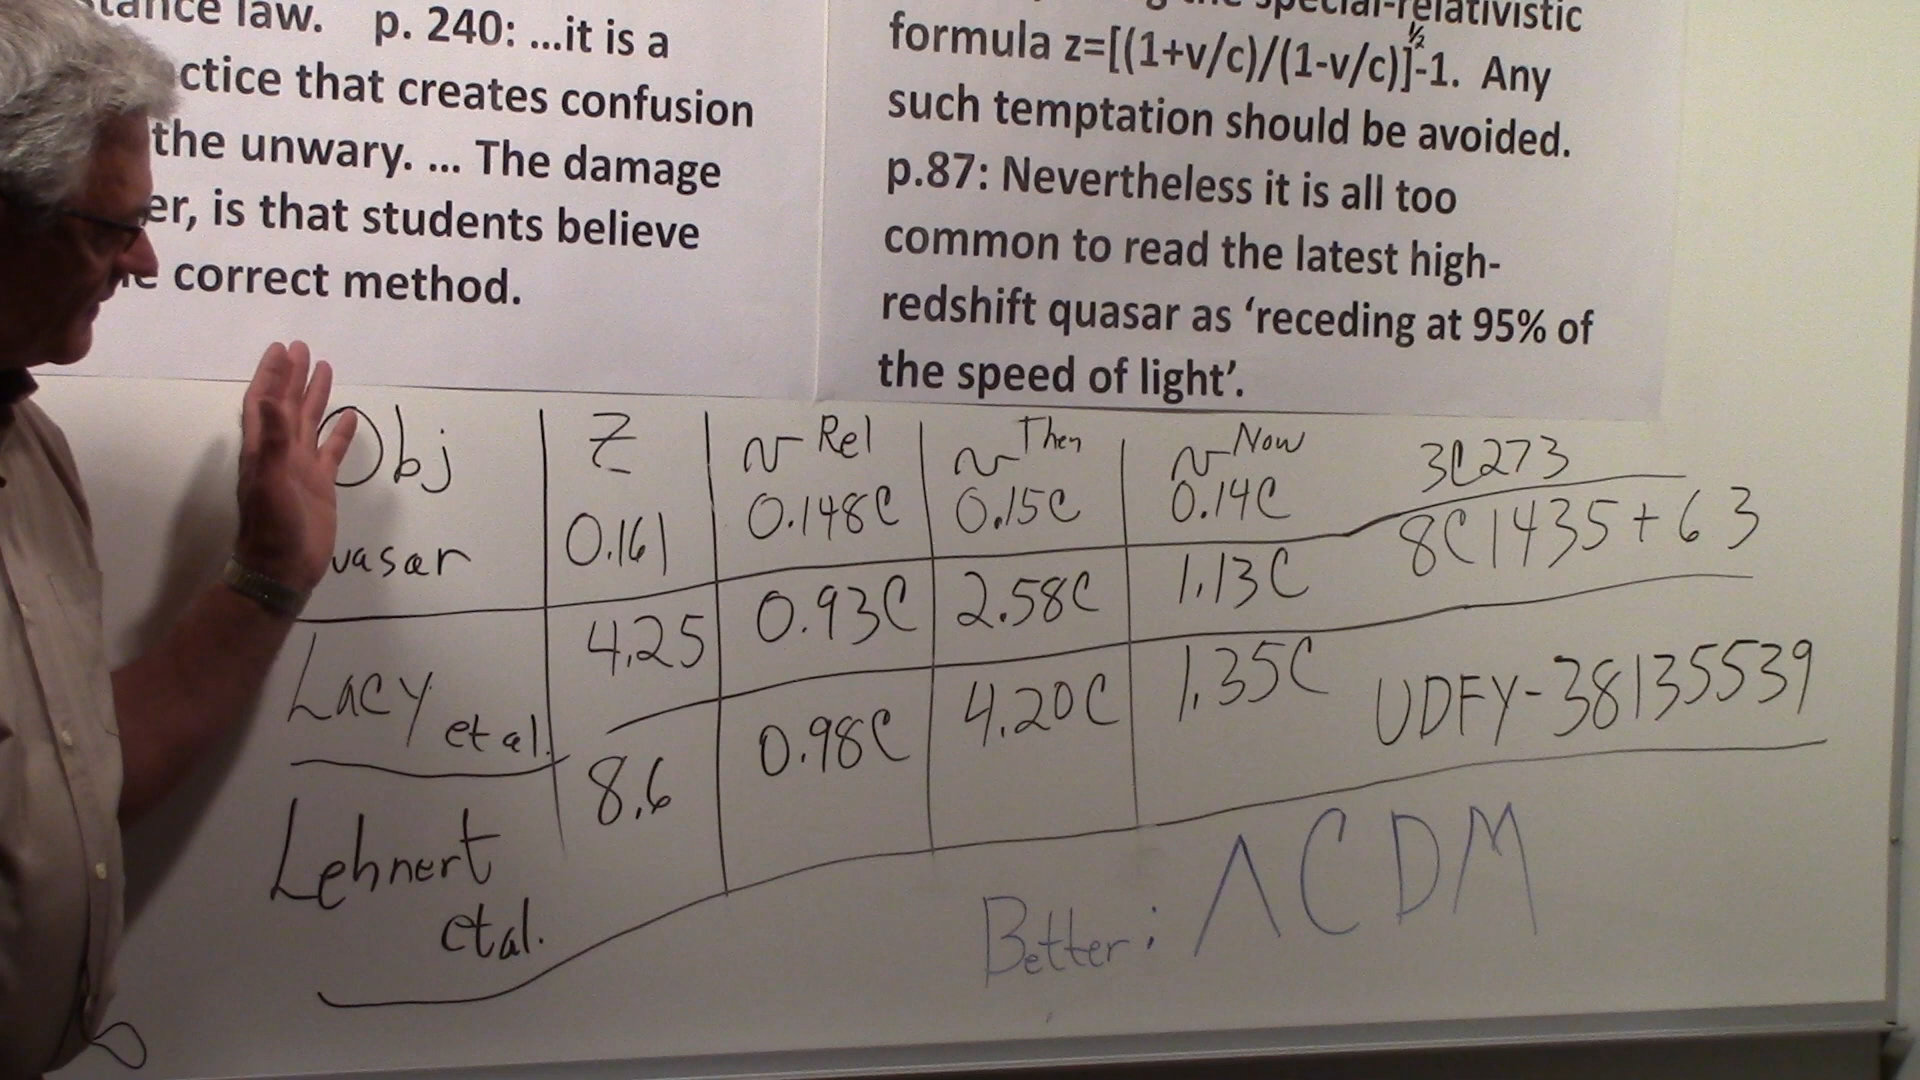 law. p. 240: ...it is a
ctice that creates confusion
the unwary. ... The damage
er, is that students believe
correct method.
special-relativistic
formula z=[(1+v/c)/(1-v/c)]½-1. Any
such temptation should be avoided.
p.87: Nevertheless it is all too
common to read the latest high-
redshift quasar as ‘receding at 95% of
the speed of light’.
Obj Z v Rel v Then v Now 3C273
uasar 0.161 0.148C 0.15C 0.14C
Lacy et al. 4.25 0.93C 2.58C 1.13C 8C1435+63
Lehnert et al. 8.6 0.98C 4.20C 1.35C UDFY-38135539
Better: ΛCDM